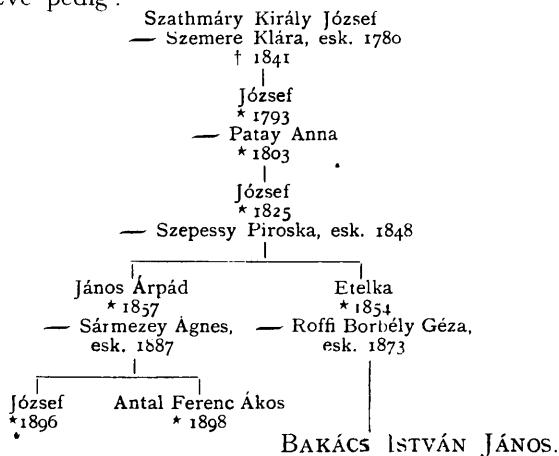 pedig:
Szathmáry Király József
— Szemere Klára, esk. 1780
† 1841
József
* 1793
— Patay Anna
* 1803
József
* 1825
— Szepessy Piroska, esk. 1848
János Árpád
* 1857
— Sármezey Ágnes,
esk. 1887
Etelka
* 1854
— Roffi Borbély Géza,
esk. 1873
József
* 1896
Antal Ferenc Ákos
* 1898
BAKÁCS ISTVÁN JÁNOS.